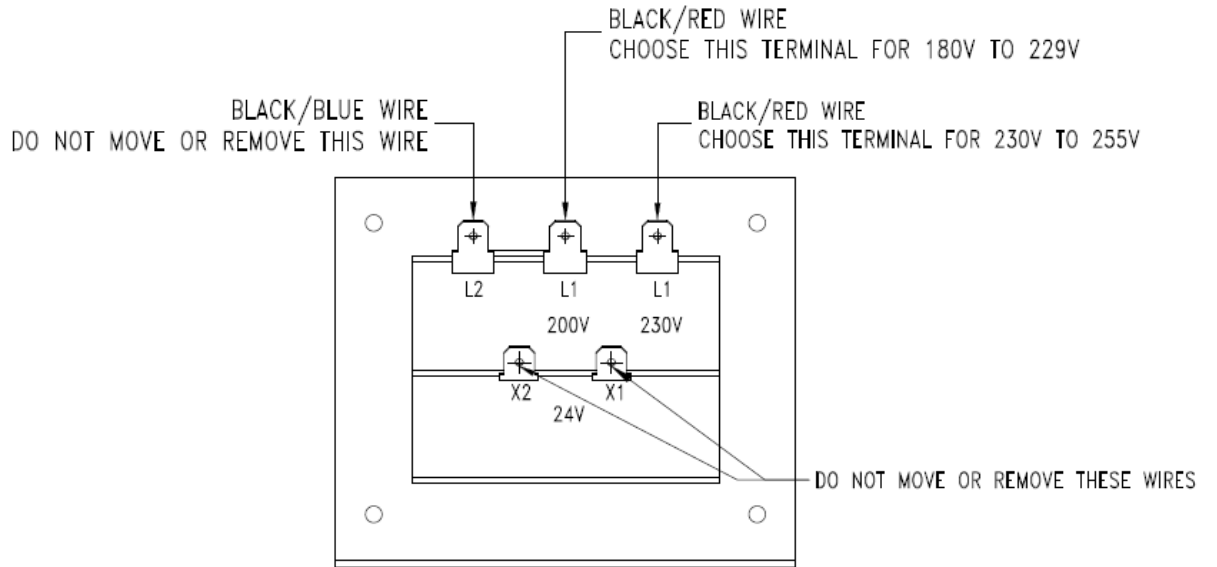 BLACK/RED WIRE
CHOOSE THIS TERMINAL FOR 180V TO 229V
BLACK/BLUE WIRE
DO NOT MOVE OR REMOVE THIS WIRE
BLACK/RED WIRE
CHOOSE THIS TERMINAL FOR 230V TO 255V
L2 L1 L1
200V 230V
X2 X1
24V
DO NOT MOVE OR REMOVE THESE WIRES